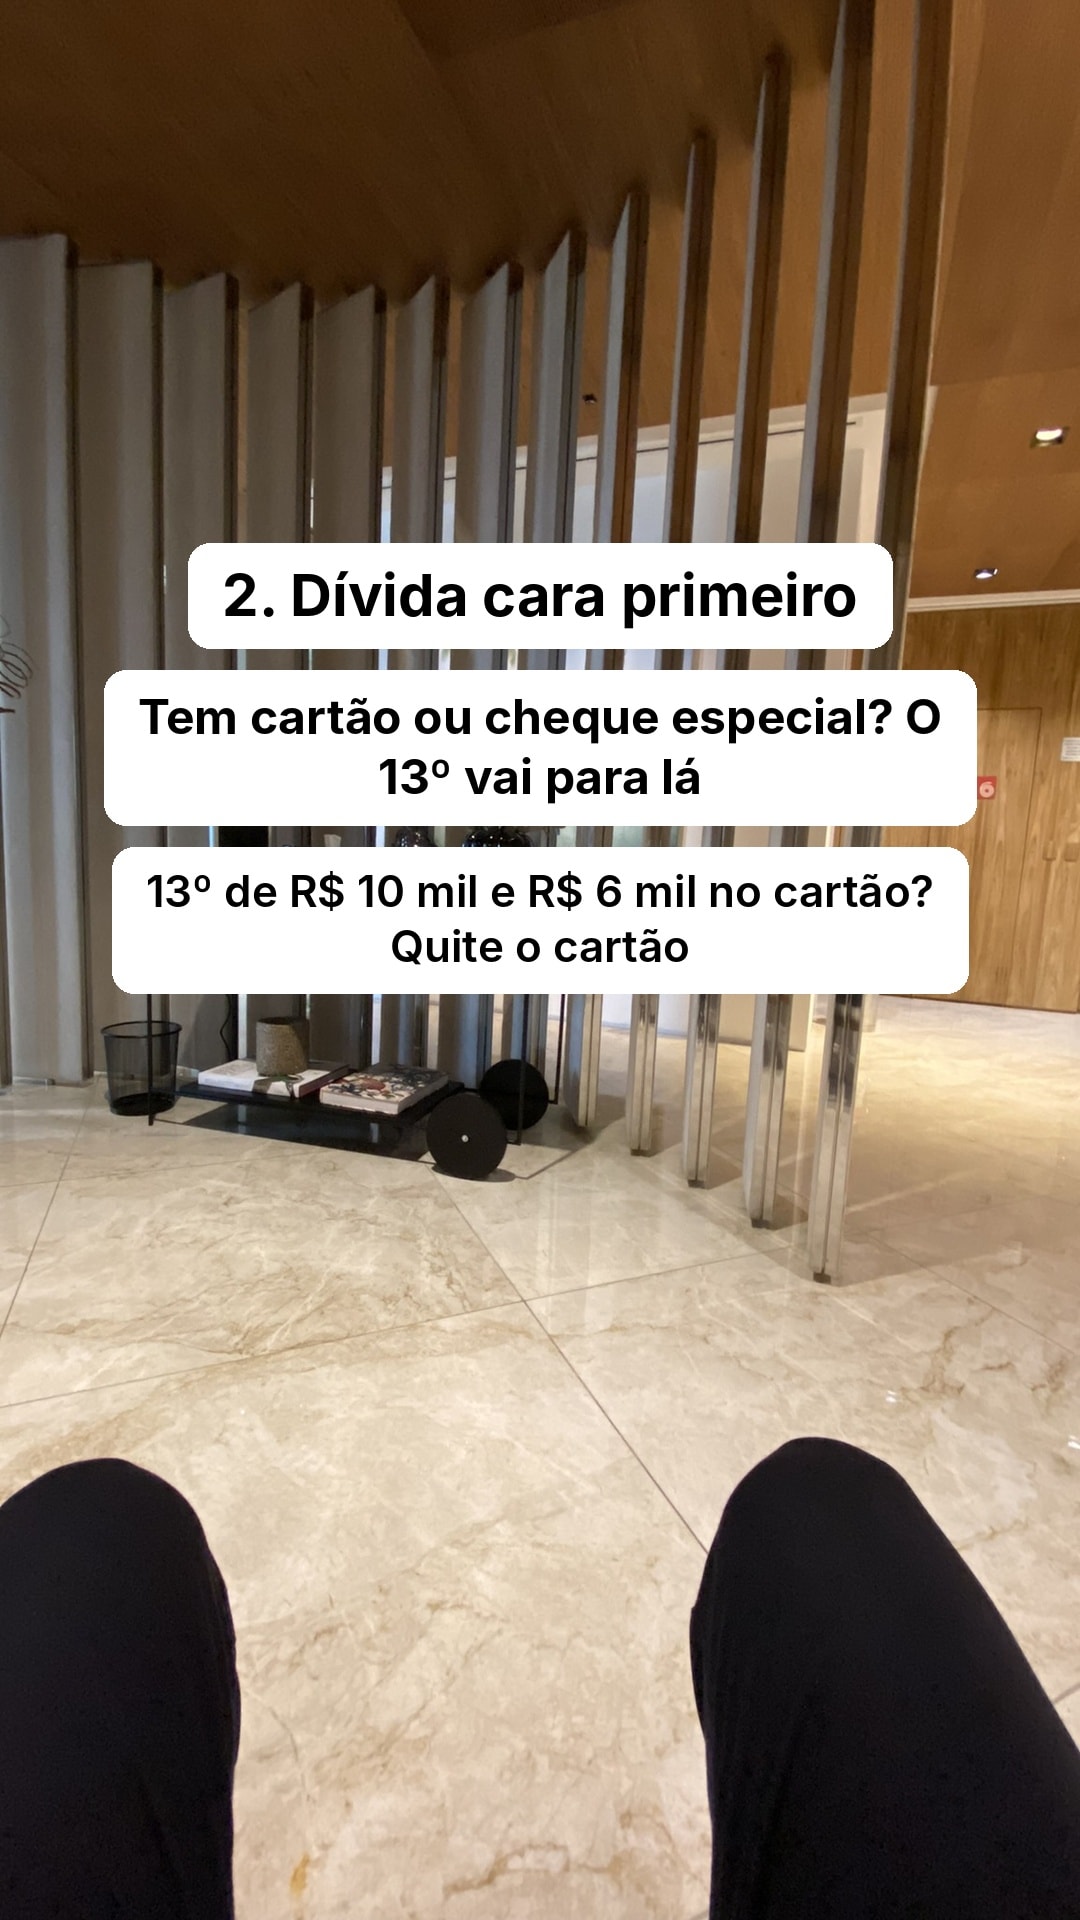 2. Dívida cara primeiro
Tem cartão ou cheque especial? O
13º vai para lá
13º de R$ 10 mil e R$ 6 mil no cartão?
Quite o cartão
6